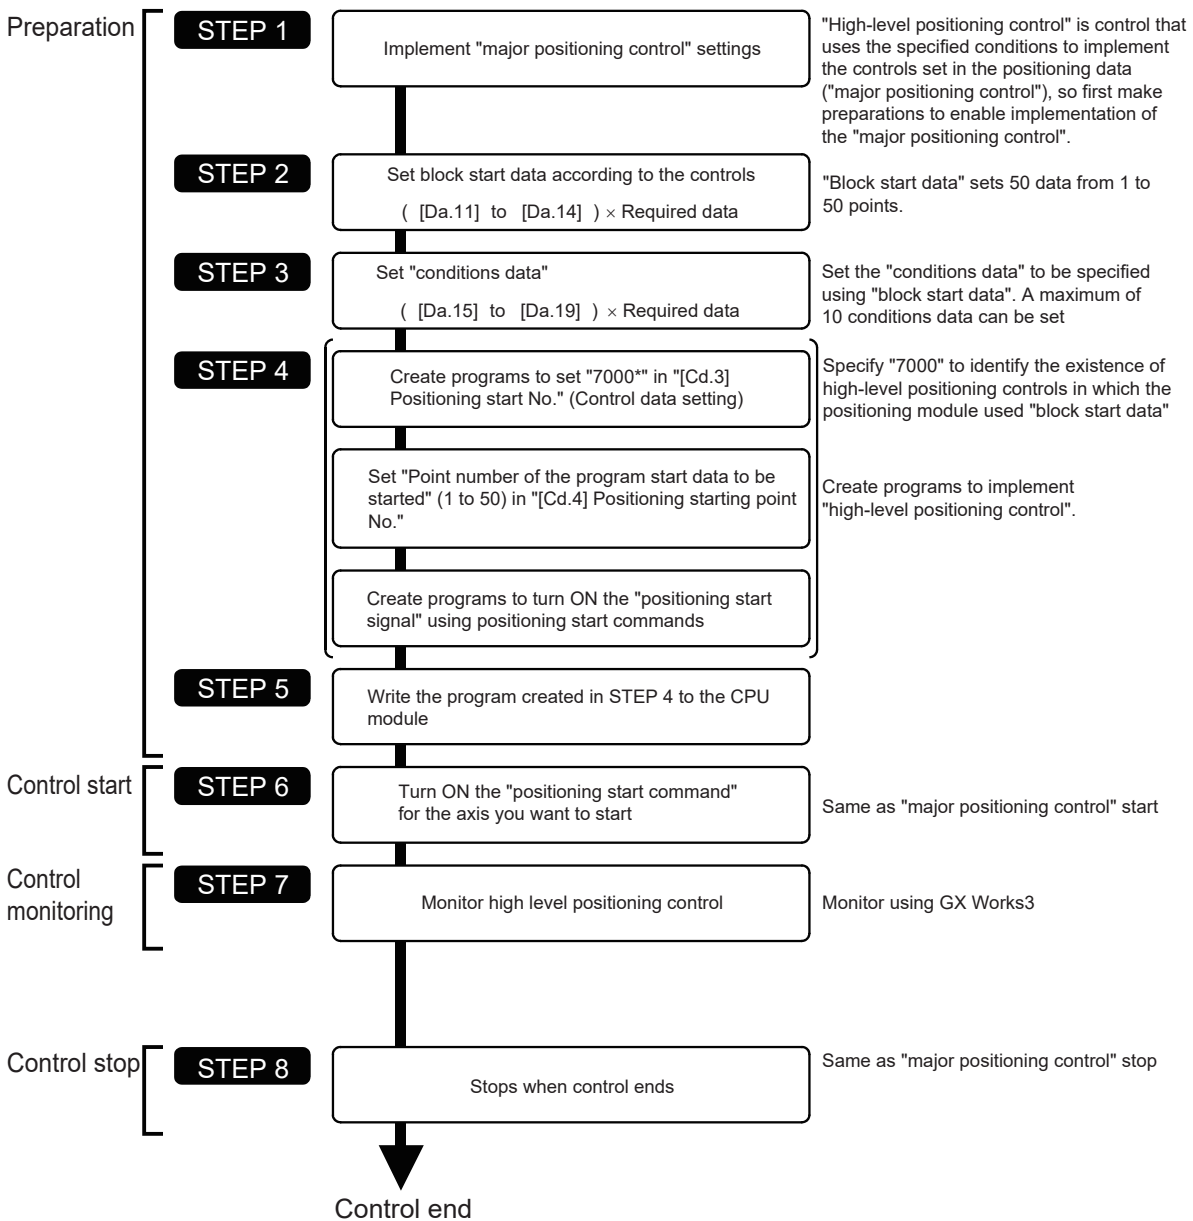 Preparation
STEP 1
Implement "major positioning control" settings
"High-level positioning control" is control that
uses the specified conditions to implement
the controls set in the positioning data
("major positioning control"), so first make
preparations to enable implementation of
the "major positioning control".
STEP 2
Set block start data according to the controls
( [Da.11] to [Da.14] ) × Required data
"Block start data" sets 50 data from 1 to
50 points.
STEP 3
Set "conditions data"
( [Da.15] to [Da.19] ) × Required data
Set the "conditions data" to be specified
using "block start data". A maximum of
10 conditions data can be set
STEP 4
Create programs to set "7000*" in "[Cd.3]
Positioning start No." (Control data setting)
Specify "7000" to identify the existence of
high-level positioning controls in which the
positioning module used "block start data"
Set "Point number of the program start data to be
started" (1 to 50) in "[Cd.4] Positioning starting point
No."
Create programs to implement
"high-level positioning control".
Create programs to turn ON the "positioning start
signal" using positioning start commands
STEP 5
Write the program created in STEP 4 to the CPU
module
Control start
STEP 6
Turn ON the "positioning start command"
for the axis you want to start
Same as "major positioning control" start
Control
monitoring
STEP 7
Monitor high level positioning control
Monitor using GX Works3
Control stop
STEP 8
Stops when control ends
Same as "major positioning control" stop
Control end